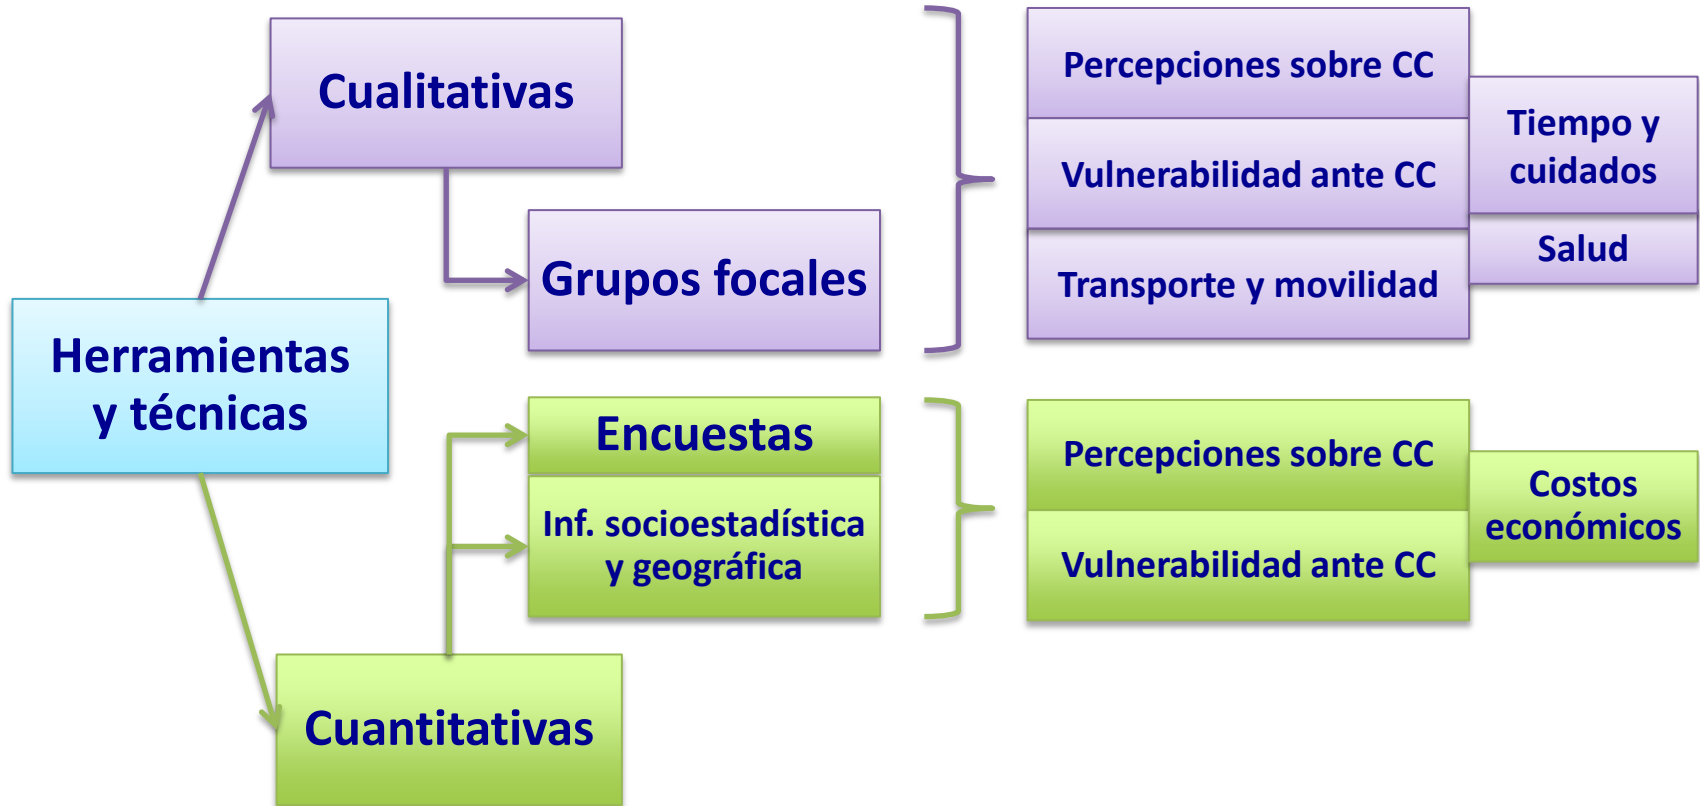 Herramientas
y técnicas
Cualitativas
Grupos focales
Percepciones sobre CC
Vulnerabilidad ante CC
Transporte y movilidad
Tiempo y
cuidados
Salud
Encuestas
Inf. socioestadística
y geográfica
Cuantitativas
Percepciones sobre CC
Vulnerabilidad ante CC
Costos
económicos